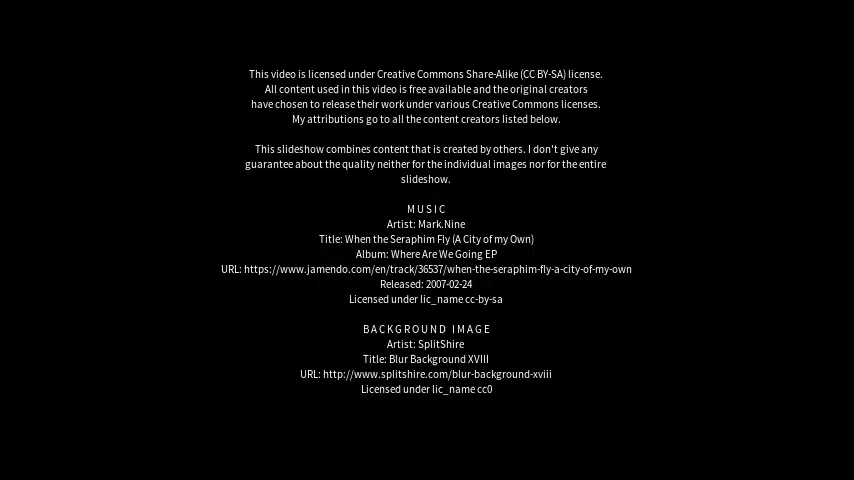 This video is licensed under Creative Commons Share-Alike (CC BY-SA) license.
All content used in this video is free available and the original creators
have chosen to release their work under various Creative Commons licenses.
My attributions go to all the content creators listed below.
This slideshow combines content that is created by others. I don't give any
guarantee about the quality neither for the individual images nor for the entire
slideshow.
MUSIC
Artist: Mark.Nine
Title: When the Seraphim Fly (A City of my Own)
Album: Where Are We Going EP
URL: https://www.jamendo.com/en/track/36537/when-the-seraphim-fly-a-city-of-my-own
Released: 2007-02-24
Licensed under lic_name cc-by-sa
BACKGROUND IMAGE
Artist: SplitShire
Title: Blur Background XVIII
URL: http://www.splitshire.com/blur-background-xviii
Licensed under lic_name cc0